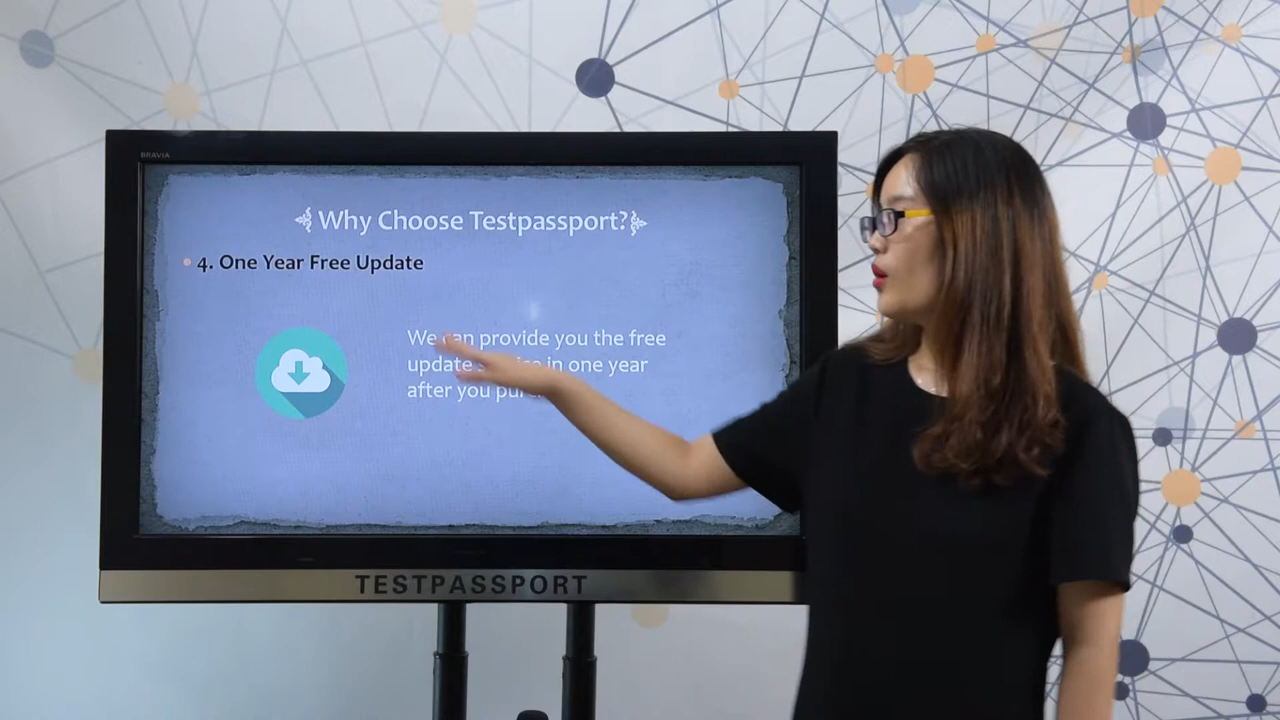 BRAVIA
Why Choose Testpassport?
4. One Year Free Update
We can provide you the free
update in one year
after you
TESTPASSPORT